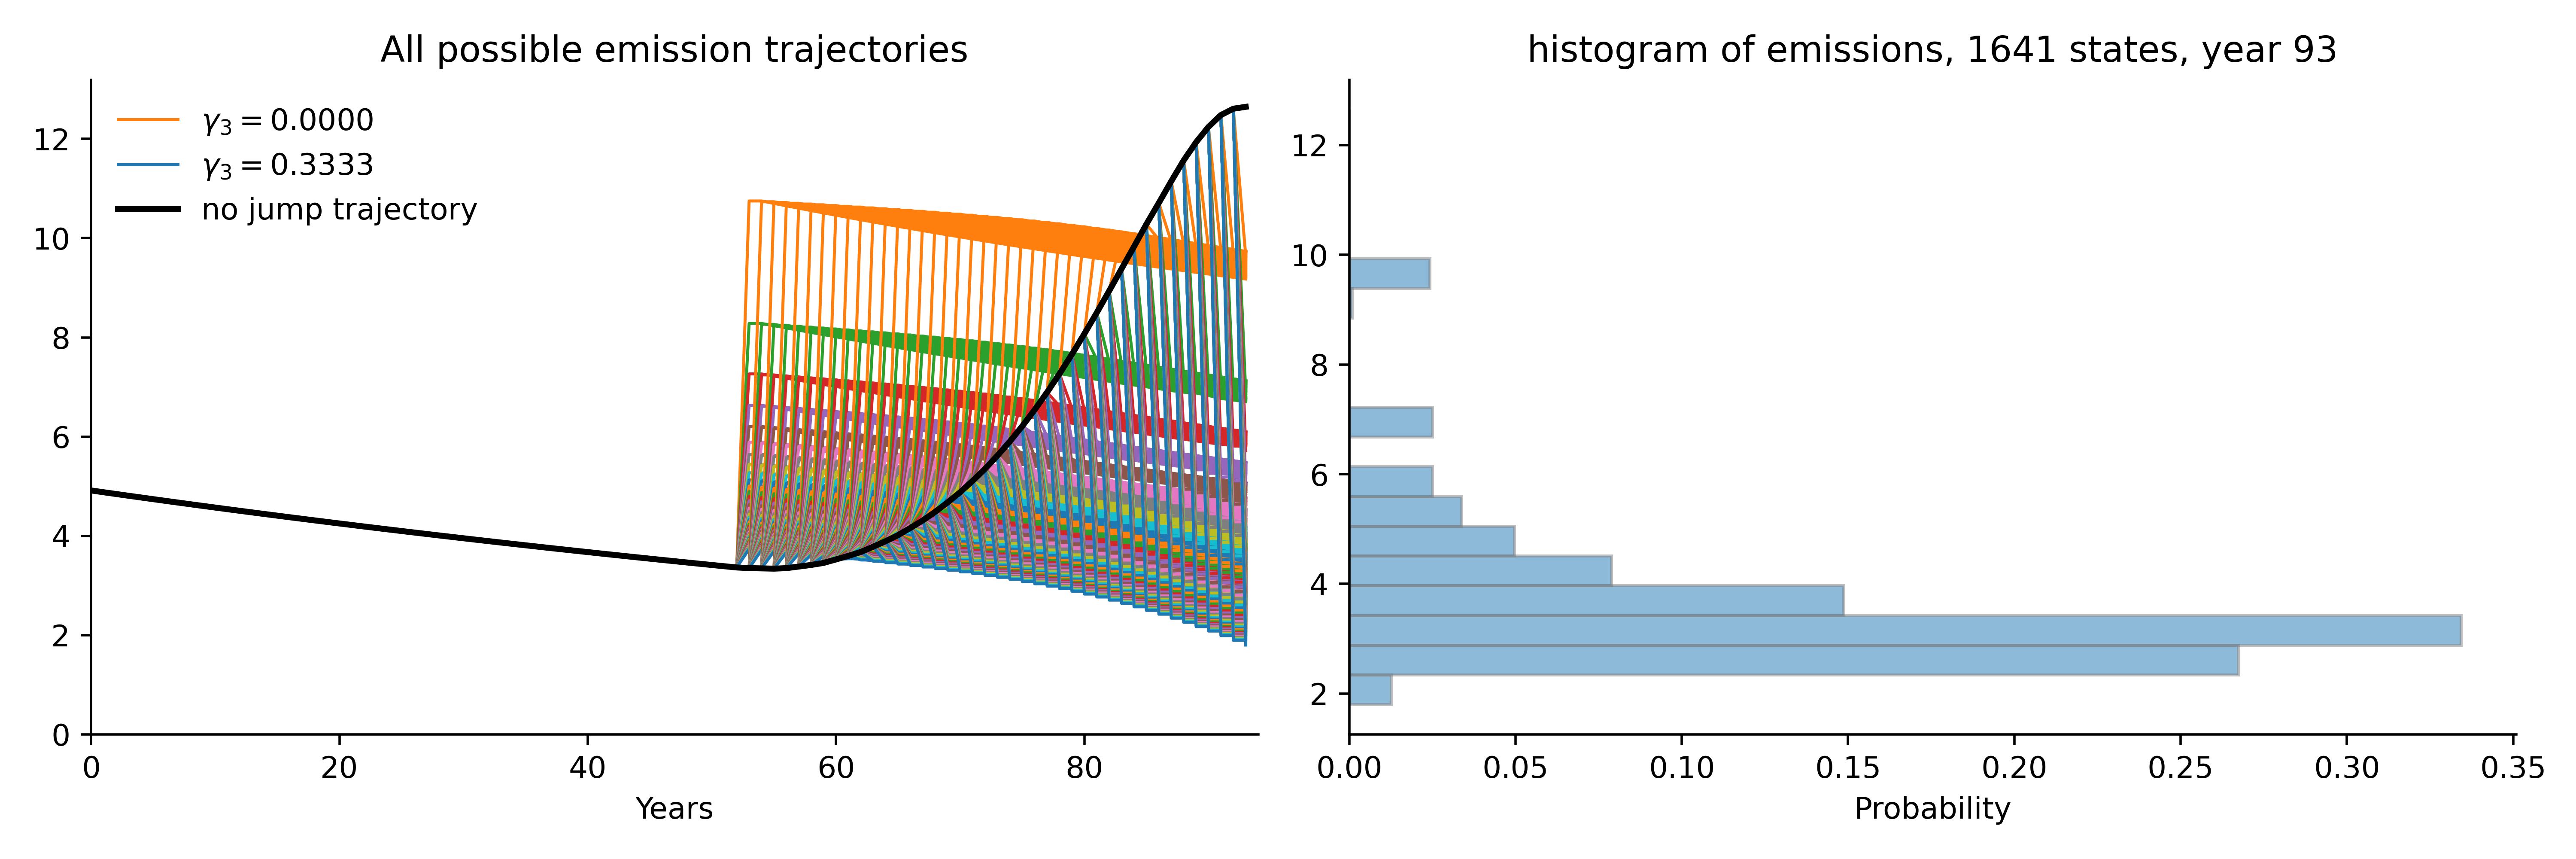 All possible emission trajectories
γ₃ = 0.0000
γ₃ = 0.3333
no jump trajectory
12
10
8
6
4
2
0
0 20 40 60 80
Years
histogram of emissions, 1641 states, year 93
12
10
8
6
4
2
0.00 0.05 0.10 0.15 0.20 0.25 0.30 0.35
Probability